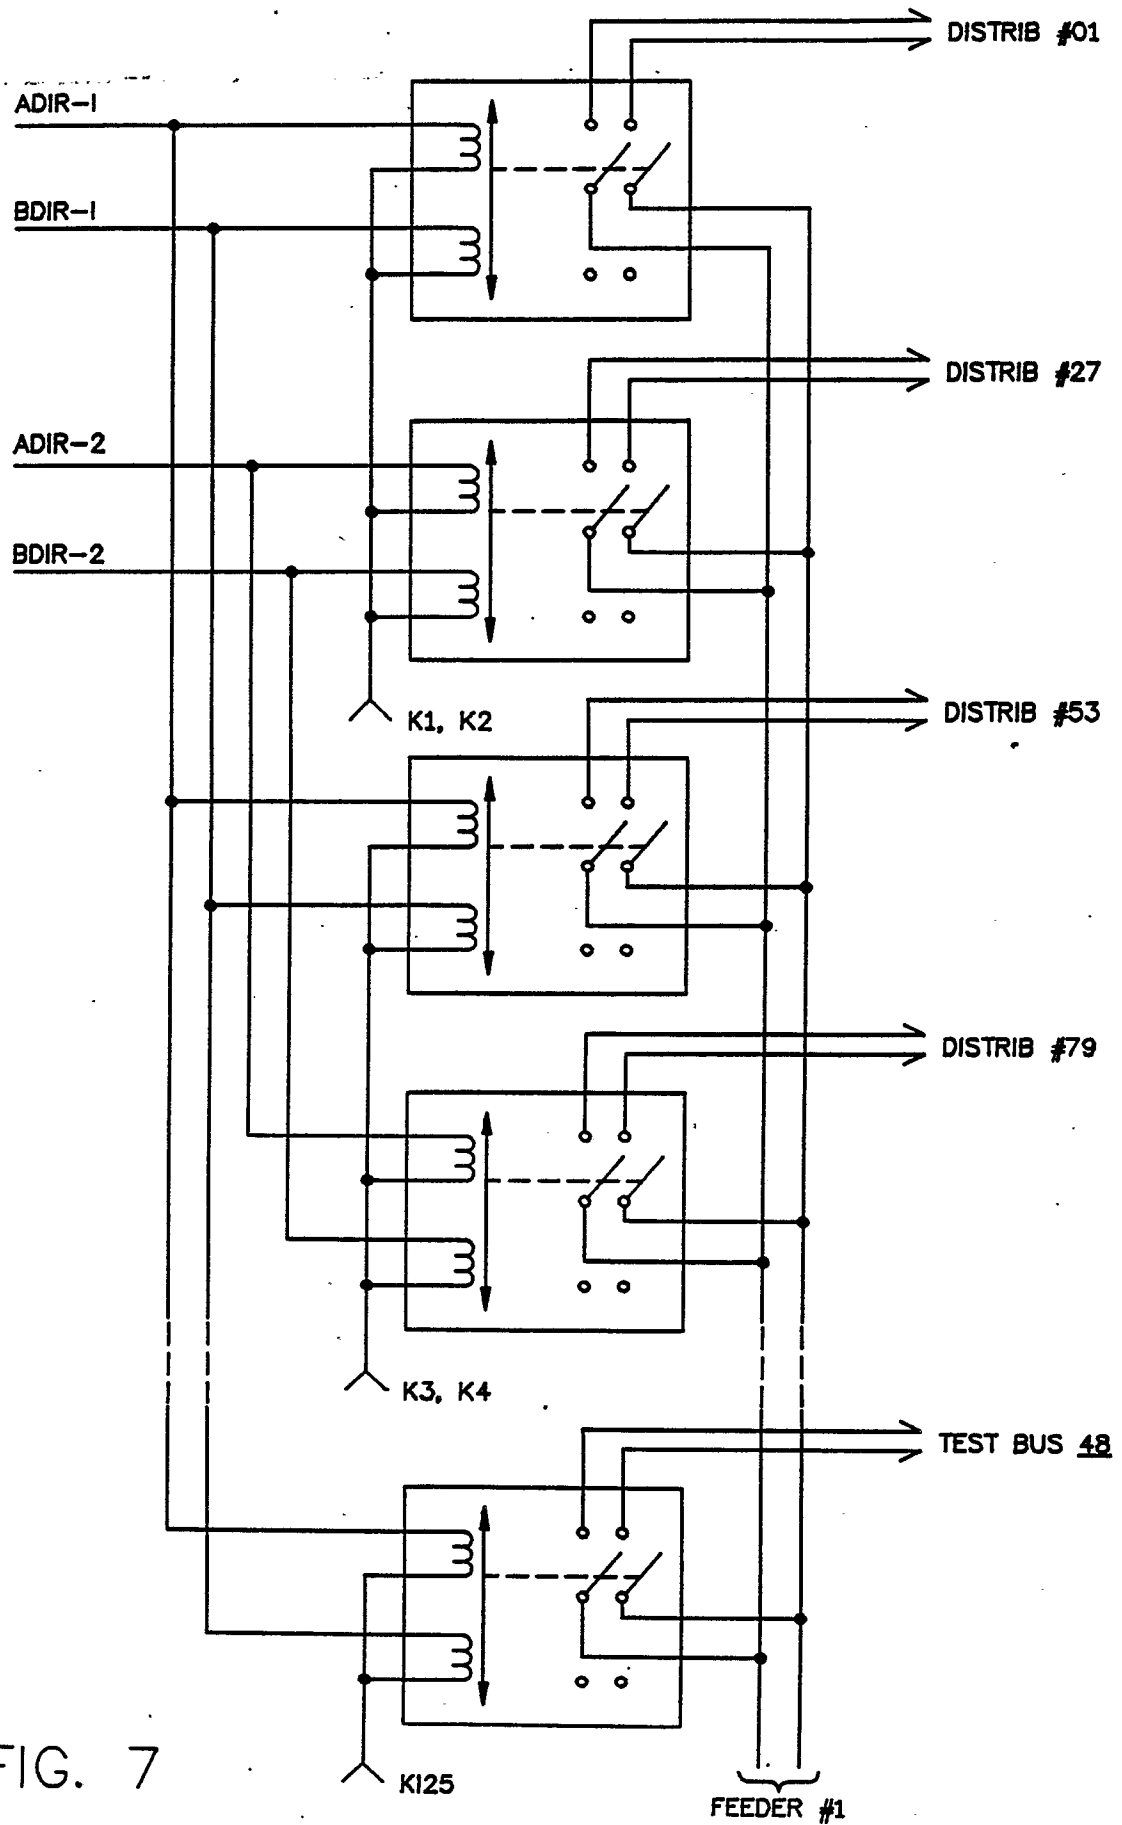 DISTRIB #01
ADIR-1
BDIR-1
DISTRIB #27
ADIR-2
BDIR-2
K1, K2
DISTRIB #53
DISTRIB #79
K3, K4
TEST BUS 48
K125
FIG. 7
FEEDER #1